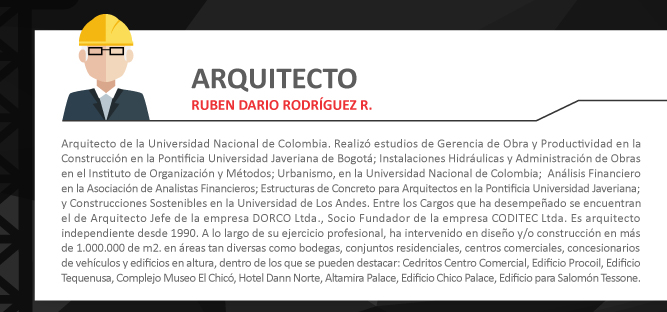 ARQUITECTO
RUBEN DARIO RODRÍGUEZ R.
Arquitecto de la Universidad Nacional de Colombia. Realizó estudios de Gerencia de Obra y Productividad en la
Construcción en la Pontificia Universidad Javeriana de Bogotá; Instalaciones Hidráulicas y Administración de Obras
en el Instituto de Organización y Métodos; Urbanismo, en la Universidad Nacional de Colombia; Análisis Financiero
en la Asociación de Analistas Financieros; Estructuras de Concreto para Arquitectos en la Pontificia Universidad Javeriana;
y Construcciones Sostenibles en la Universidad de Los Andes. Entre los Cargos que ha desempeñado se encuentran
el de Arquitecto Jefe de la empresa DORCO Ltda., Socio Fundador de la empresa CODITEC Ltda. Es arquitecto
independiente desde 1990. A lo largo de su ejercicio profesional, ha intervenido en diseño y/o construcción en más
de 1.000.000 de m2. en áreas tan diversas como bodegas, conjuntos residenciales, centros comerciales, concesionarios
de vehículos y edificios en altura, dentro de los que se pueden destacar: Cedritos Centro Comercial, Edificio Procoil, Edificio
Tequenusa, Complejo Museo El Chicó, Hotel Dann Norte, Altamira Palace, Edificio Chico Palace, Edificio para Salomón Tessone.